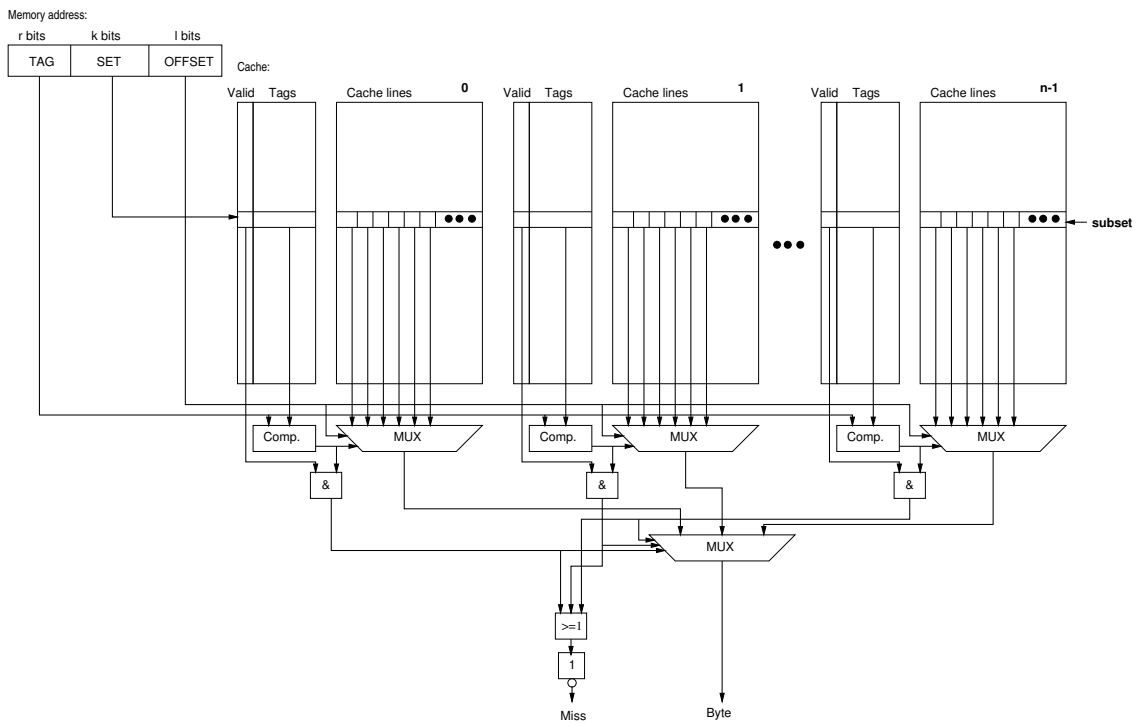 Memory address:
r bits k bits l bits
TAG SET OFFSET
Cache:
Valid Tags Cache lines 0 Valid Tags Cache lines 1 Valid Tags Cache lines n-1
subset
Comp. MUX Comp. MUX Comp. MUX
& & &
MUX
>=1
1
Miss Byte